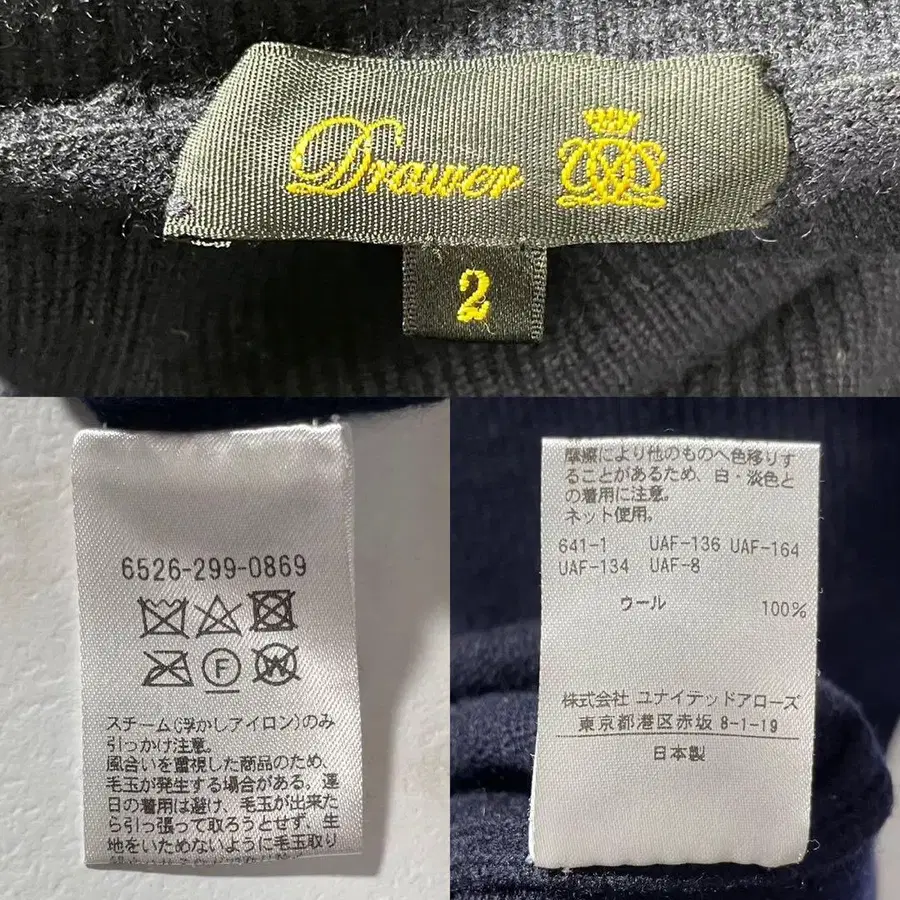 Drawer
2
6526-299-0869
F
W
スチーム(浮かしアイロン)のみ
引っかけ注意。
風合いを重視した商品のため、
毛玉が発生する場合がある。連
日の着用は避け、毛玉が出来た
ら引っ張って取ろうとせず、生
地をいためないように毛玉取り
摩擦により他のものへ色移りす
ることがあるため、白・淡色と
の着用に注意。
ネット使用。
641-1 UAF-136 UAF-164
UAF-134 UAF-8
ウール 100%
株式会社 ユナイテッドアローズ
東京都港区赤坂 8-1-19
日本製